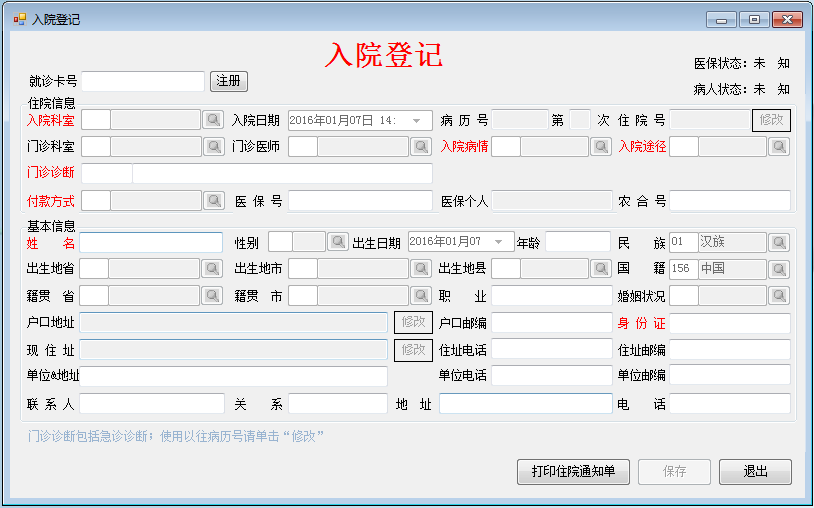 入院登记
入院登记
医保状态：未 知
就诊卡号 注册
病人状态：未 知
住院信息
入院科室 入院日期 2016年01月07日 14: 病 历 号 第 次 住 院 号 修改
门诊科室 门诊医师 入院病情 入院途径
门诊诊断
付款方式 医 保 号 医保个人 农 合 号
基本信息
姓 名 性别 出生日期 2016年01月07 年龄 民 族 01 汉族
出生地省 出生地市 出生地县 国 籍 156 中国
籍贯 省 籍贯 市 职 业 婚姻状况
户口地址 修改 户口邮编 身 份 证
现 住 址 修改 住址电话 住址邮编
单位&地址 单位电话 单位邮编
联 系 人 关 系 地 址 电 话
门诊诊断包括急诊诊断；使用以往病历号请单击“修改”
打印住院通知单 保存 退出